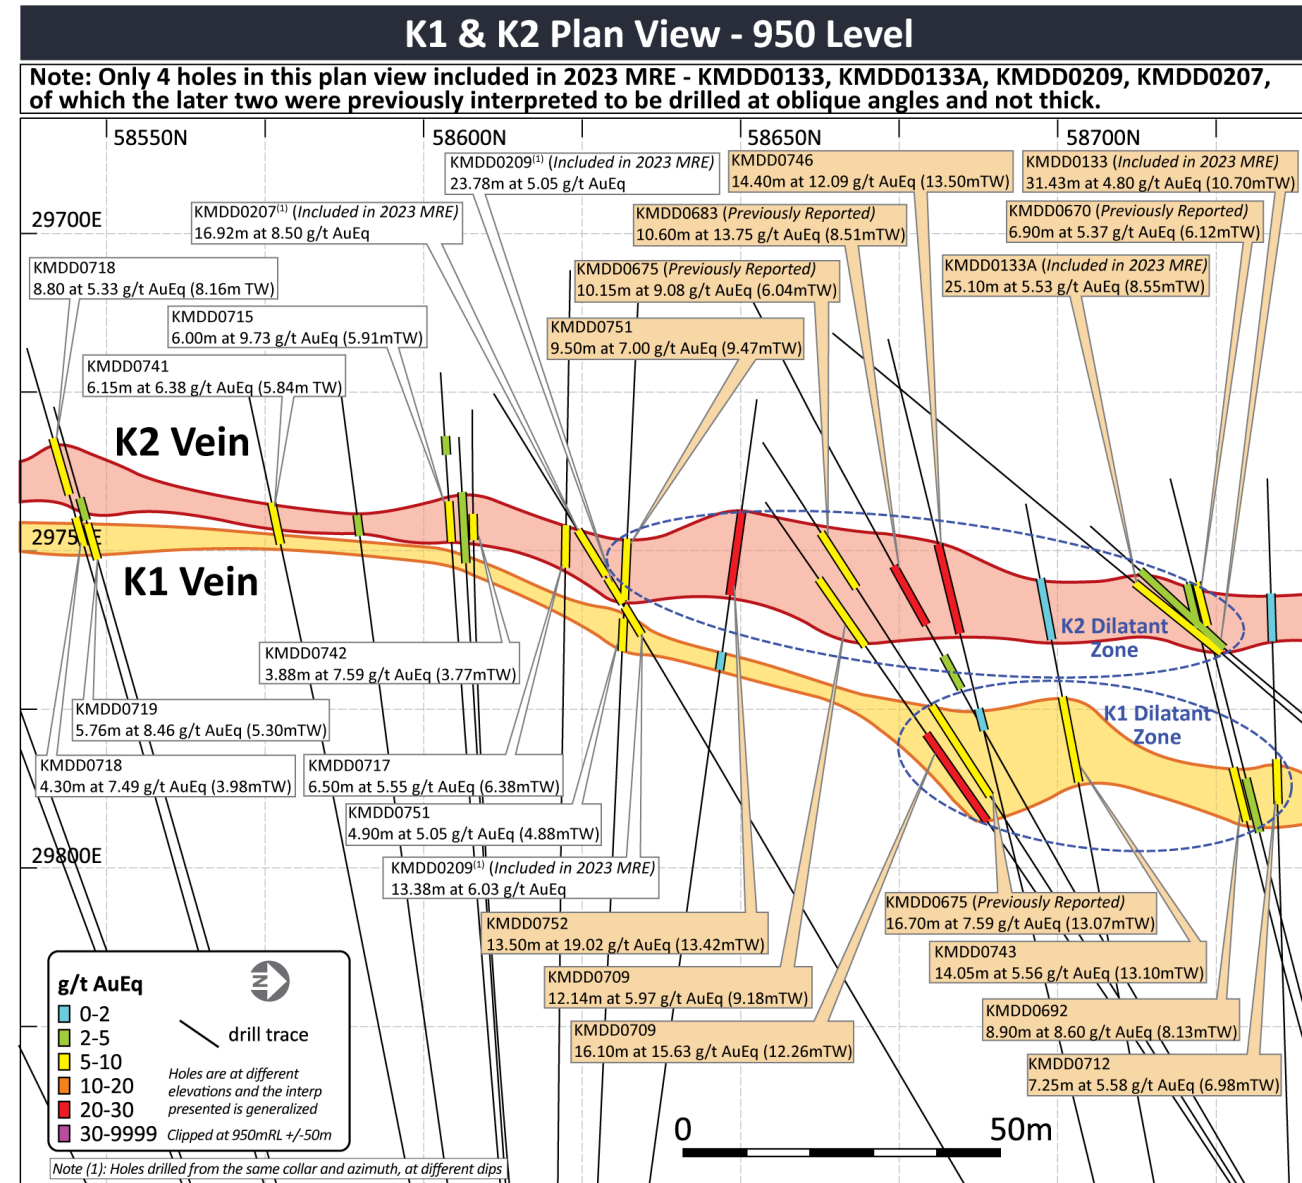 K1 & K2 Plan View - 950 Level
Note: Only 4 holes in this plan view included in 2023 MRE - KMDD0133, KMDD0133A, KMDD0209, KMDD0207,
of which the later two were previously interpreted to be drilled at oblique angles and not thick.
58550N
58600N
58650N
58700N
KMDD0209(1) (Included in 2023 MRE)
23.78m at 5.05 g/t AuEq
KMDD0746
14.40m at 12.09 g/t AuEq (13.50mTW)
KMDD0133 (Included in 2023 MRE)
31.43m at 4.80 g/t AuEq (10.70mTW)
29700E
KMDD0207(1) (Included in 2023 MRE)
16.92m at 8.50 g/t AuEq
KMDD0683 (Previously Reported)
10.60m at 13.75 g/t AuEq (8.51mTW)
KMDD0670 (Previously Reported)
6.90m at 5.37 g/t AuEq (6.12mTW)
KMDD0718
8.80 at 5.33 g/t AuEq (8.16m TW)
KMDD0675 (Previously Reported)
10.15m at 9.08 g/t AuEq (6.04mTW)
KMDD0133A (Included in 2023 MRE)
25.10m at 5.53 g/t AuEq (8.55mTW)
KMDD0715
6.00m at 9.73 g/t AuEq (5.91mTW)
KMDD0751
9.50m at 7.00 g/t AuEq (9.47mTW)
KMDD0741
6.15m at 6.38 g/t AuEq (5.84m TW)
K2 Vein
2975 E
K1 Vein
K2 Dilatant
Zone
KMDD0742
3.88m at 7.59 g/t AuEq (3.77mTW)
KMDD0719
5.76m at 8.46 g/t AuEq (5.30mTW)
K1 Dilatant
Zone
KMDD0718
4.30m at 7.49 g/t AuEq (3.98mTW)
KMDD0717
6.50m at 5.55 g/t AuEq (6.38mTW)
KMDD0751
4.90m at 5.05 g/t AuEq (4.88mTW)
29800E
KMDD0209(1) (Included in 2023 MRE)
13.38m at 6.03 g/t AuEq
KMDD0675 (Previously Reported)
16.70m at 7.59 g/t AuEq (13.07mTW)
KMDD0752
13.50m at 19.02 g/t AuEq (13.42mTW)
KMDD0743
14.05m at 5.56 g/t AuEq (13.10mTW)
KMDD0709
12.14m at 5.97 g/t AuEq (9.18mTW)
KMDD0692
8.90m at 8.60 g/t AuEq (8.13mTW)
KMDD0709
16.10m at 15.63 g/t AuEq (12.26mTW)
KMDD0712
7.25m at 5.58 g/t AuEq (6.98mTW)
g/t AuEq
N
0-2
2-5
5-10
10-20
20-30
30-9999
drill trace
Holes are at different
elevations and the interp
presented is generalized
Clipped at 950mRL +/-50m
0
50m
Note (1): Holes drilled from the same collar and azimuth, at different dips